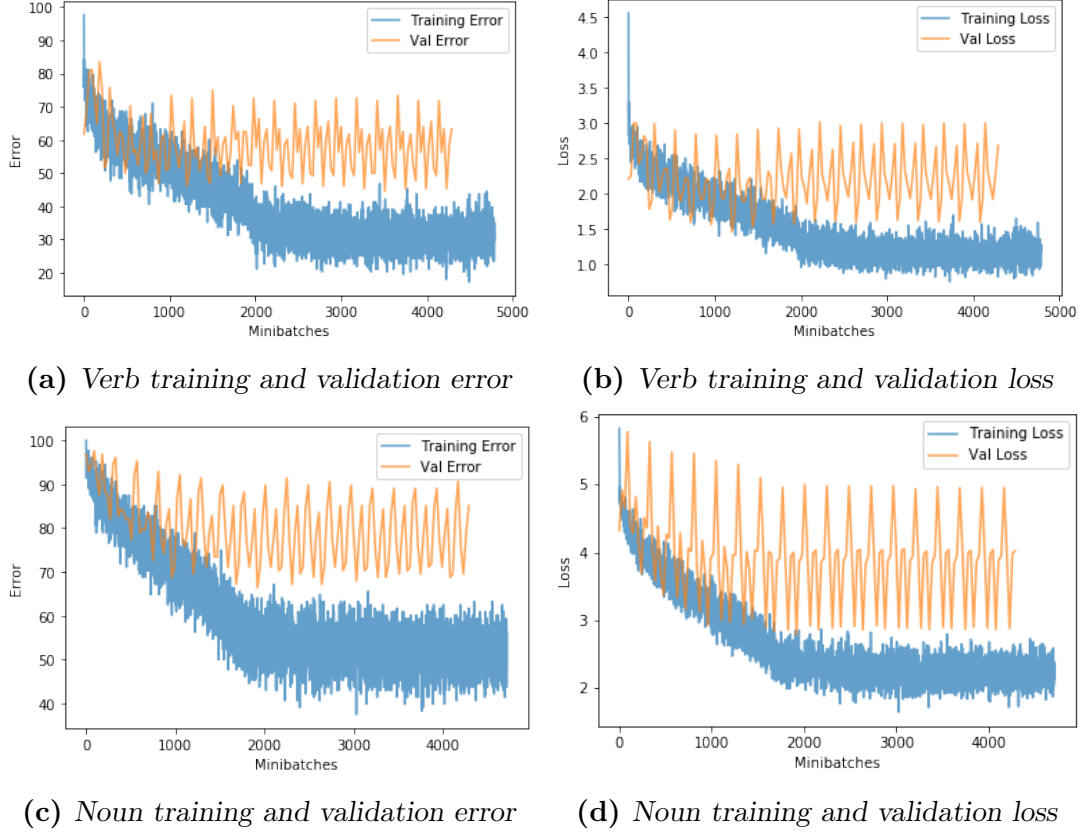 100
90
80
70
60
50
40
30
20
Error
Training Error
Val Error
0 1000 2000 3000 4000 5000
Minibatches
4.5
4.0
3.5
3.0
2.5
2.0
1.5
1.0
Loss
Training Loss
Val Loss
0 1000 2000 3000 4000 5000
Minibatches
(a) Verb training and validation error
(b) Verb training and validation loss
100
90
80
70
60
50
40
Error
Training Error
Val Error
0 1000 2000 3000 4000
Minibatches
6
5
4
3
2
Loss
Training Loss
Val Loss
0 1000 2000 3000 4000
Minibatches
(c) Noun training and validation error
(d) Noun training and validation loss